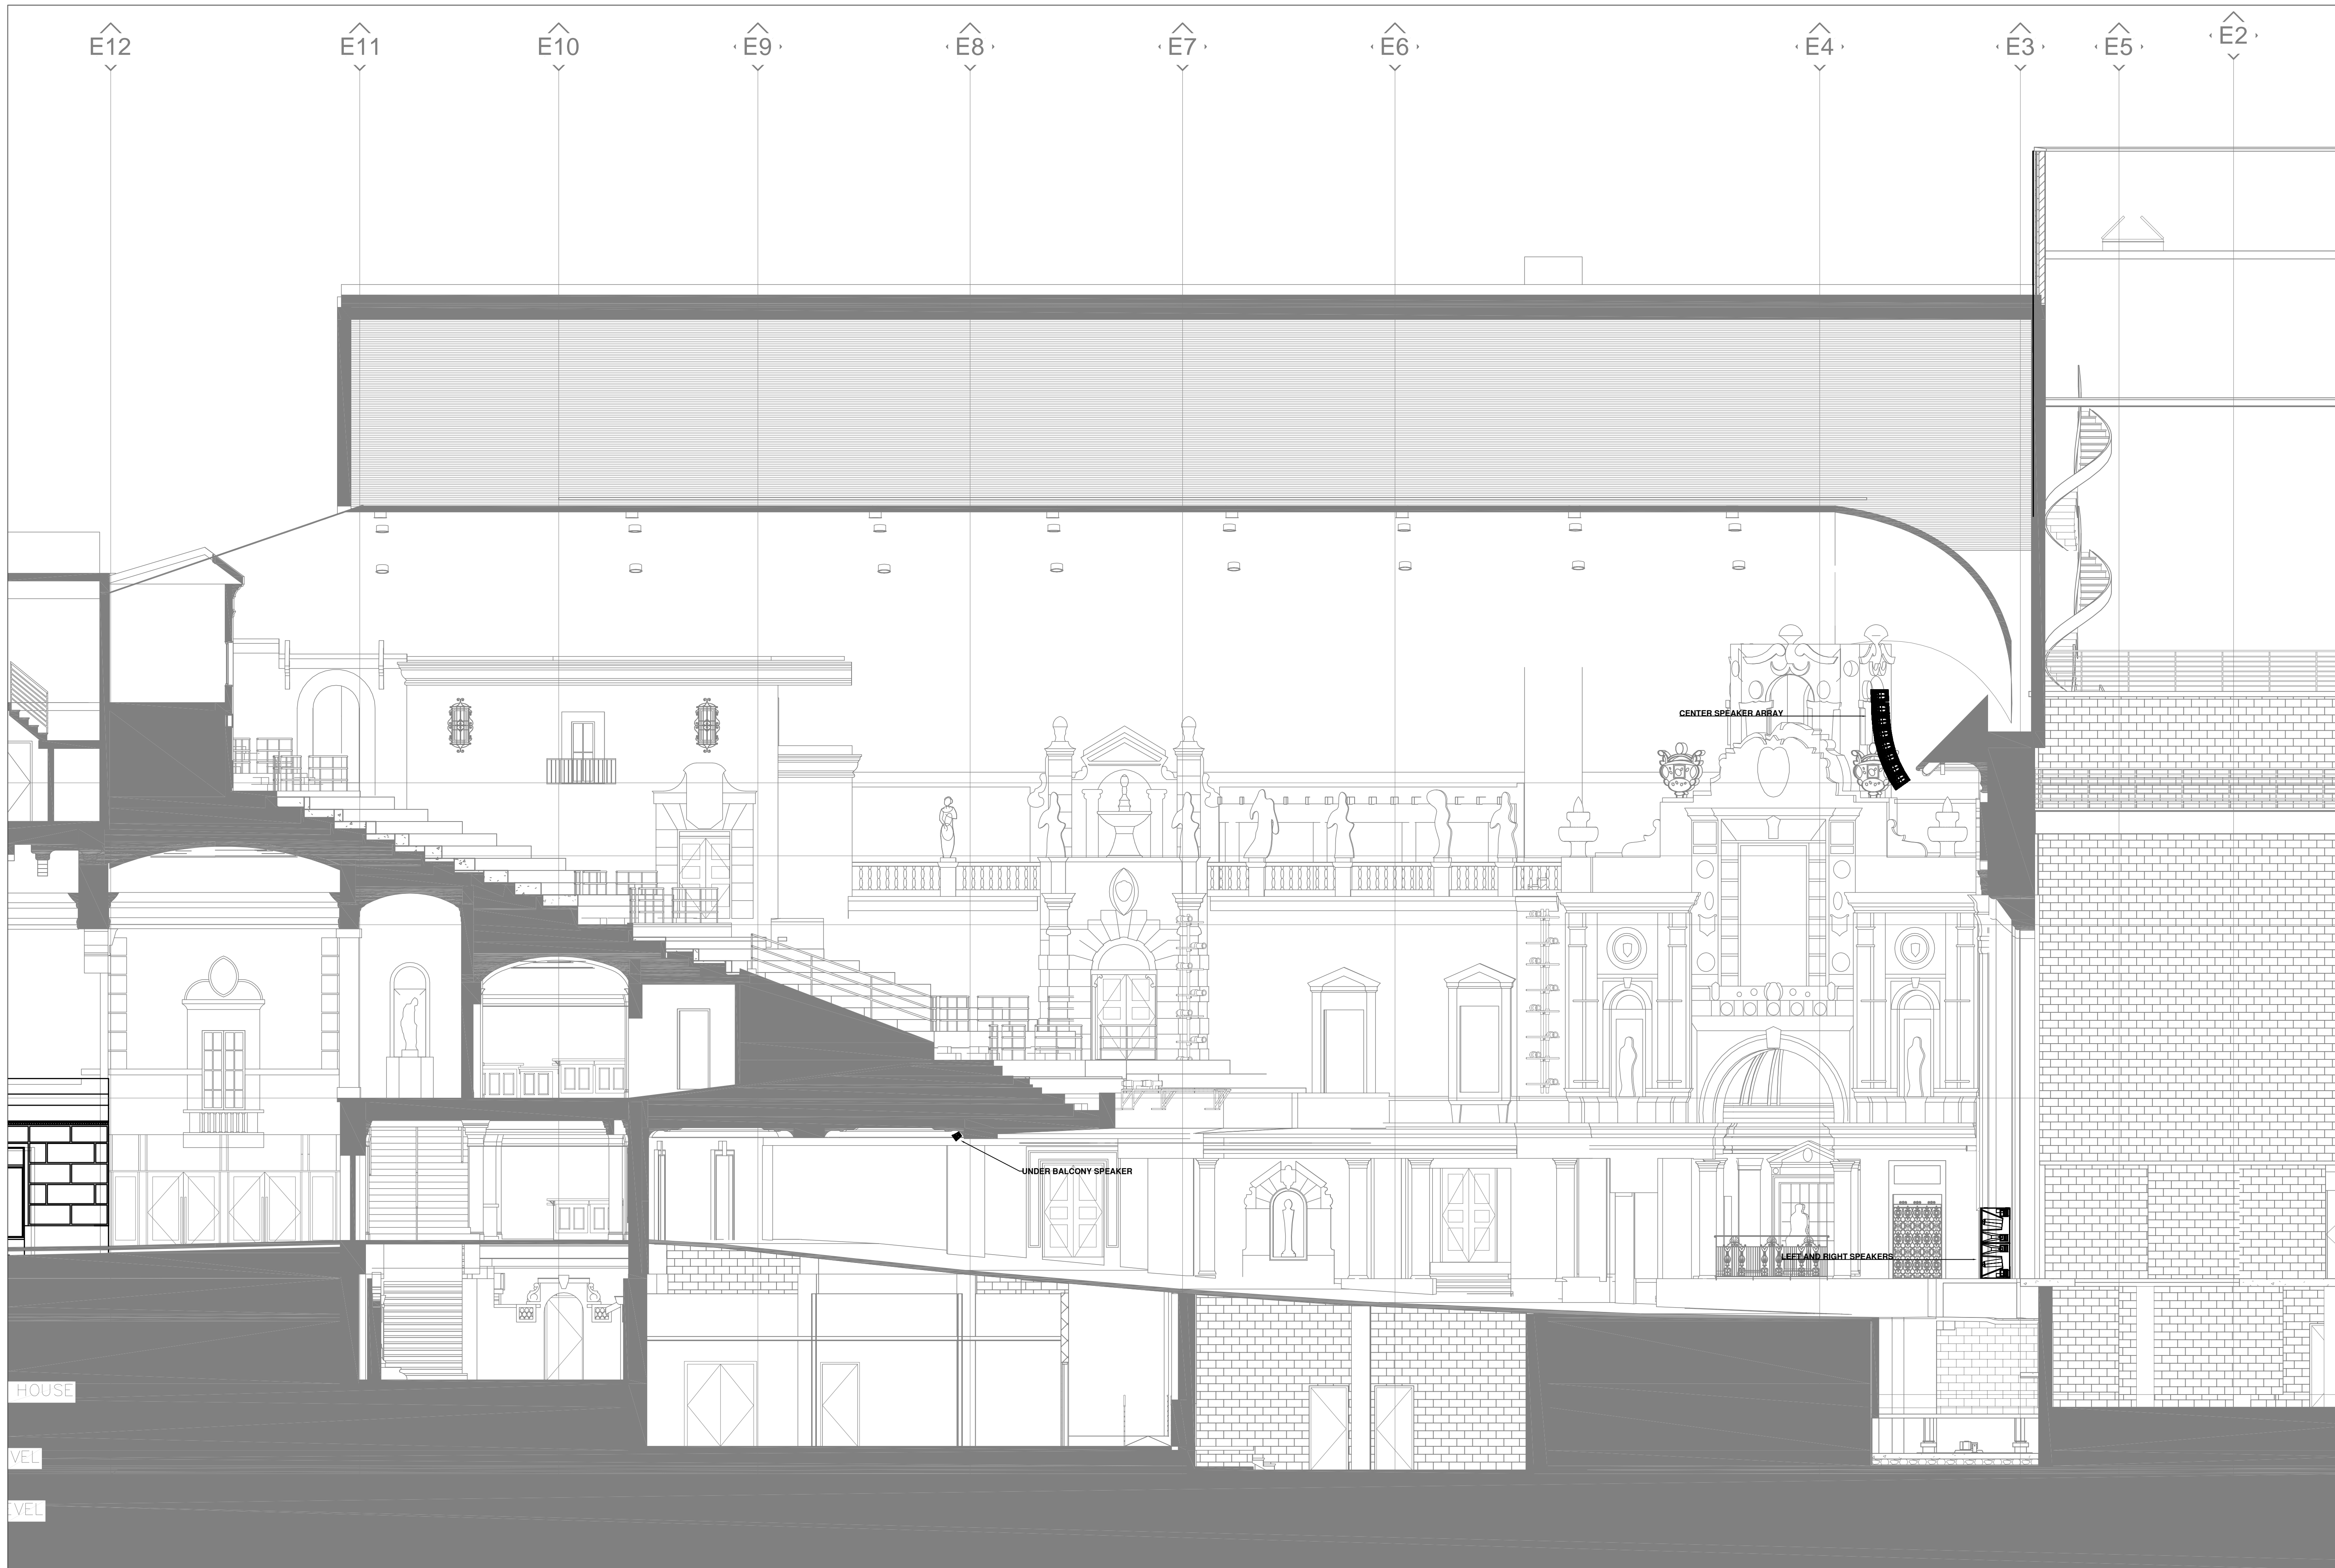 E12
E11
E10
E9
E8
E7
E6
E4
E3
E5
E2
CENTER SPEAKER ARRAY
UNDER BALCONY SPEAKER
LEFT AND RIGHT SPEAKERS
HOUSE
VEL
EVEL